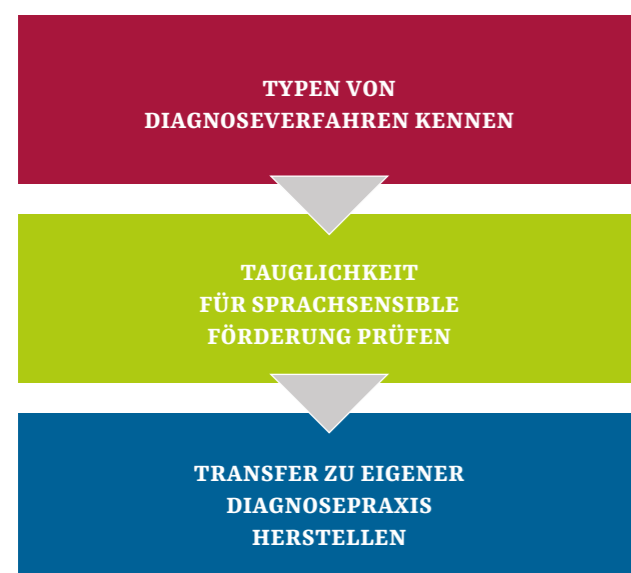 TYPEN VON
DIAGNOSEVERFAHREN KENNEN
TAUGLICHKEIT
FÜR SPRACHSENSIBLE
FÖRDERUNG PRÜFEN
TRANSFER ZU EIGENER
DIAGNOSEPRAXIS
HERSTELLEN